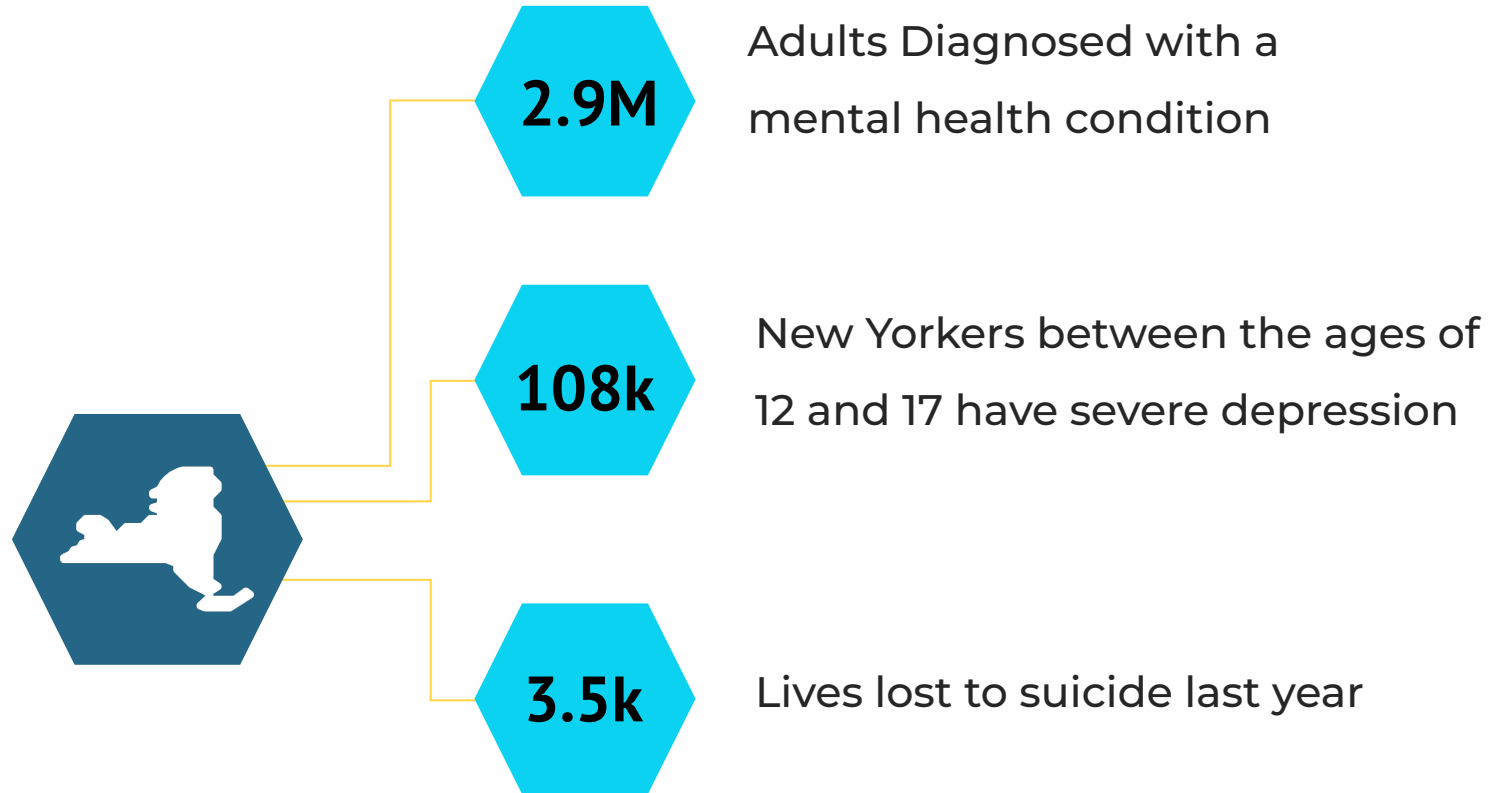 2.9M
Adults Diagnosed with a
mental health condition
108k
New Yorkers between the ages of
12 and 17 have severe depression
3.5k
Lives lost to suicide last year